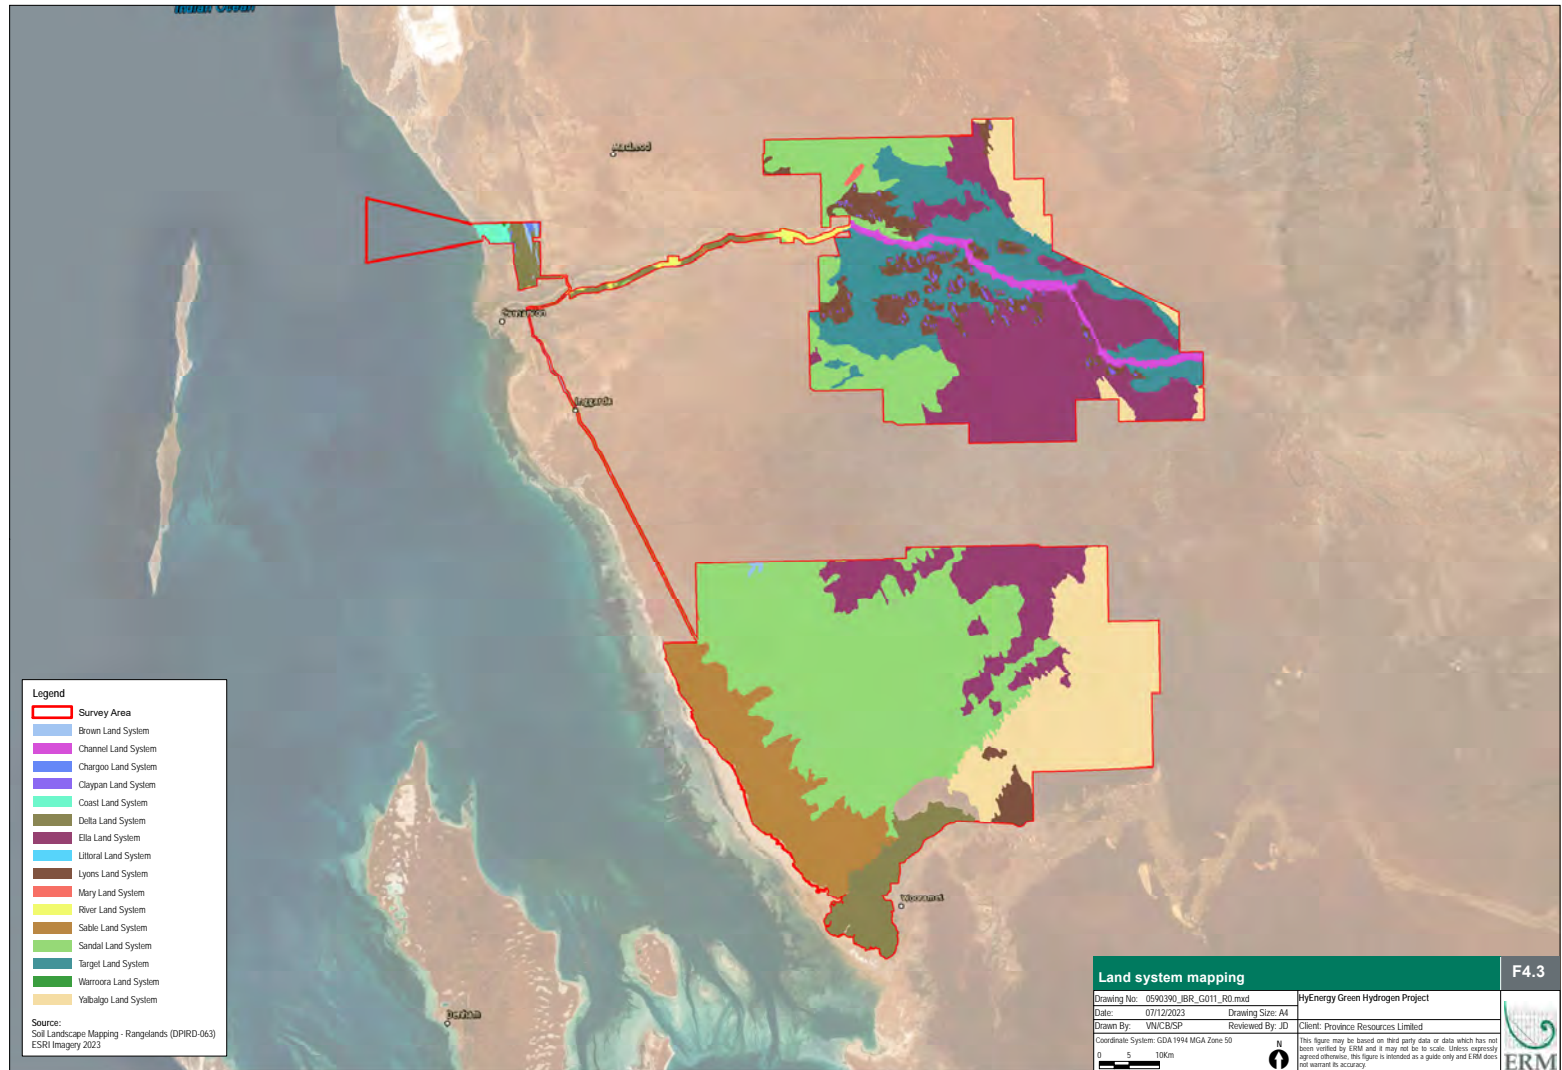 Indian Ocean
MacLeod
Carnarvon
Denham
Legend
Survey Area
Brown Land System
Channel Land System
Chargoo Land System
Claypan Land System
Coast Land System
Delta Land System
Ella Land System
Littoral Land System
Lyons Land System
Mary Land System
River Land System
Sable Land System
Sandal Land System
Target Land System
Warroora Land System
Yalbalgo Land System
Source:
Soil Landscape Mapping - Rangelands (DPIRD-063)
ESRI Imagery 2023
Land system mapping
F4.3
Drawing No: 0590390_IBR_G011_R0.mxd
HyEnergy Green Hydrogen Project
Date: 07/12/2023 Drawing Size: A4
Drawn By: VN/CB/SP Reviewed By: JD
Client: Province Resources Limited
Coordinate System: GDA 1994 MGA Zone 50
N
0 5 10Km
This figure may be based on third party data or data which has not
been verified by ERM and it may not be to scale. Unless expressly
agreed otherwise, this figure is intended as a guide only and ERM does
not warrant its accuracy.
ERM